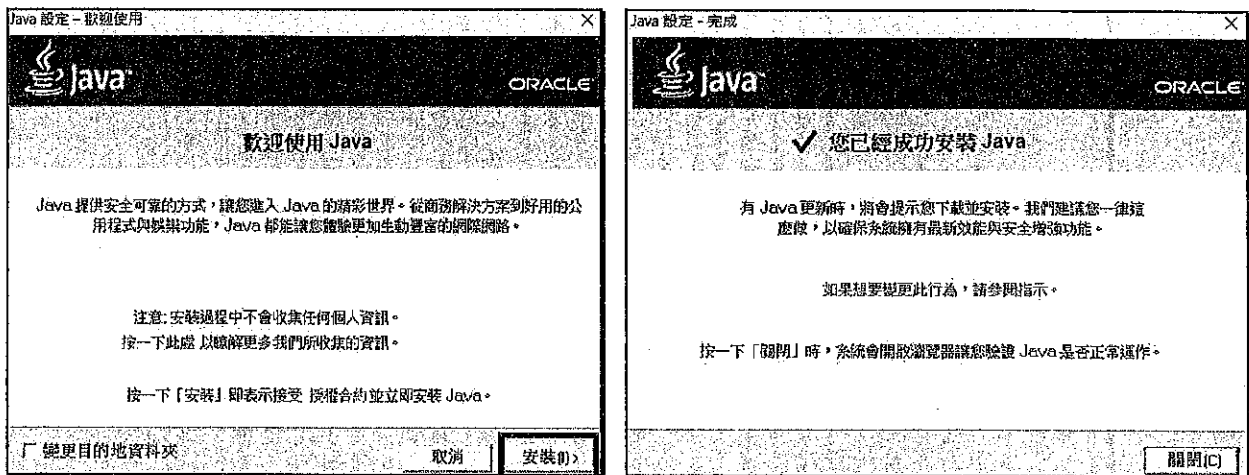 Java 設定 - 歡迎使用
Java
ORACLE
歡迎使用 Java
Java 提供安全可靠的方式，讓您進入 Java 的精彩世界。從商務解決方案到好用的公
用程式與娛樂功能，Java 都能讓您體驗更加生動豐富的網際網路。
注意: 安裝過程中不會收集任何個人資訊。
按一下此處 以瞭解更多我們所收集的資訊。
按一下「安裝」即表示接受 授權合約並立即安裝 Java。
變更目的地資料夾
取消
安裝(I) >
Java 設定 - 完成
Java
ORACLE
您已經成功安裝 Java
有 Java 更新時，將會提示您下載並安裝。我們建議您一律這
麼做，以確保系統擁有最新效能與安全增強功能。
如果想要變更此行為，請參閱指示。
按一下「關閉」時，系統會開啟瀏覽器讓您驗證 Java 是否正常運作。
關閉(C)